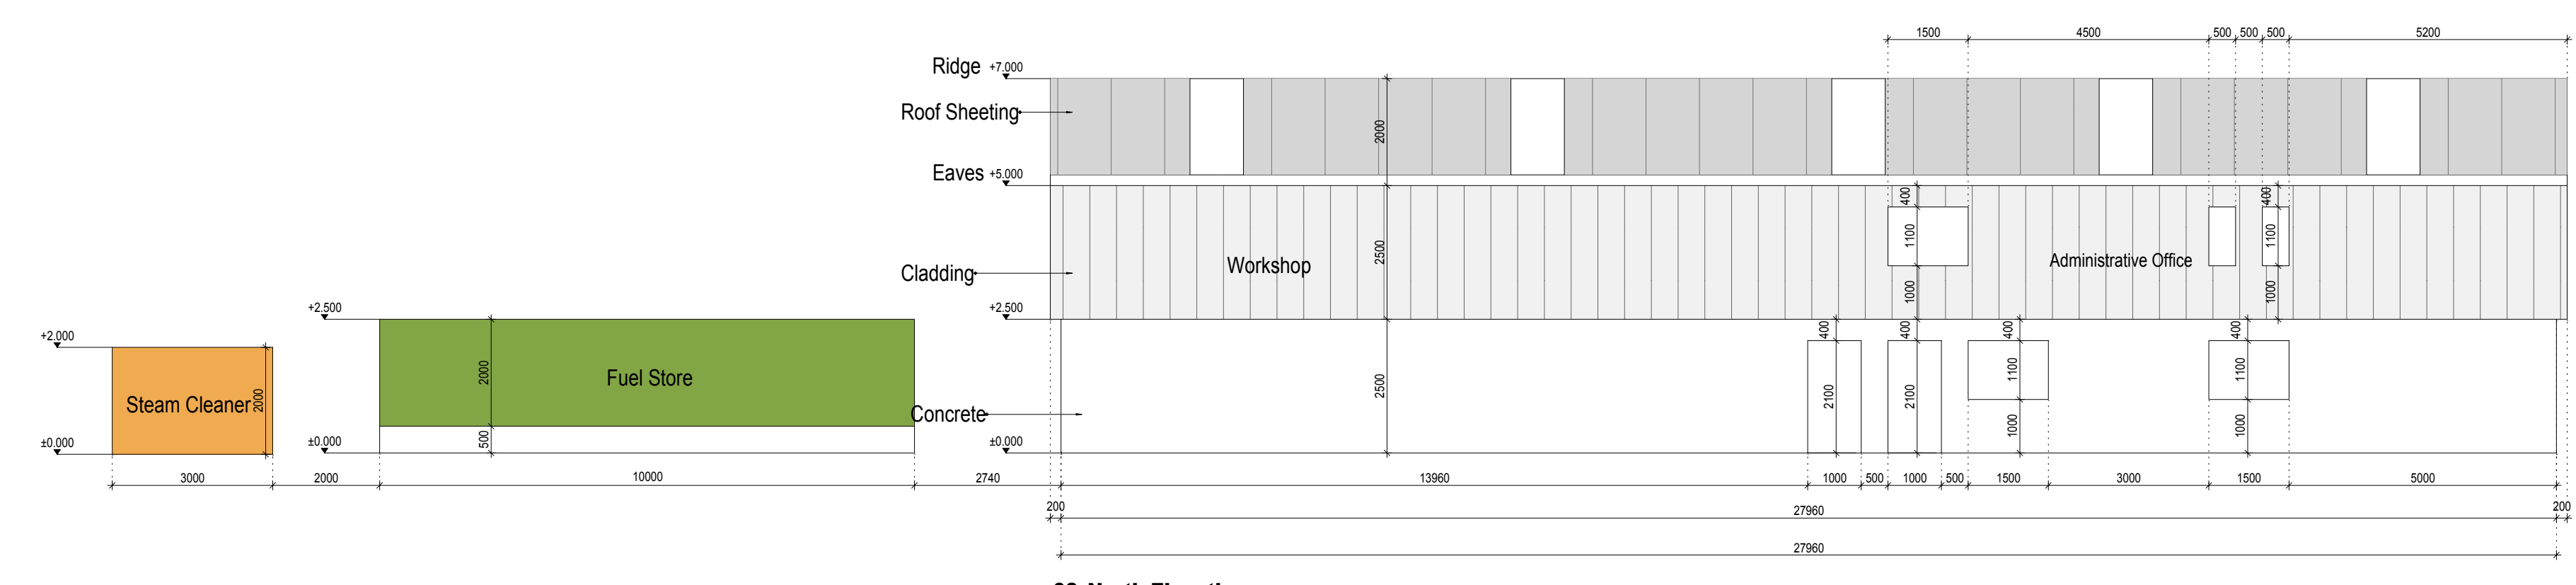 1500 4500 500 500 500 5200
Ridge +7.000
Roof Sheeting
2000
Eaves +5.000
400 400
1100 1100
Workshop
2500
Administrative Office
Cladding
1000 1000
+2.500 +2.500
400 400 400 400
+2.000
2000
Fuel Store
1100 1100
Steam Cleaner 2000
2500
2100 2100
Concrete
1000 1000
±0.000 ±0.000 500 ±0.000
3000 2000 10000 2740 13960 1000 500 1000 500 1500 3000 1500 5000
200 27960 200
27960